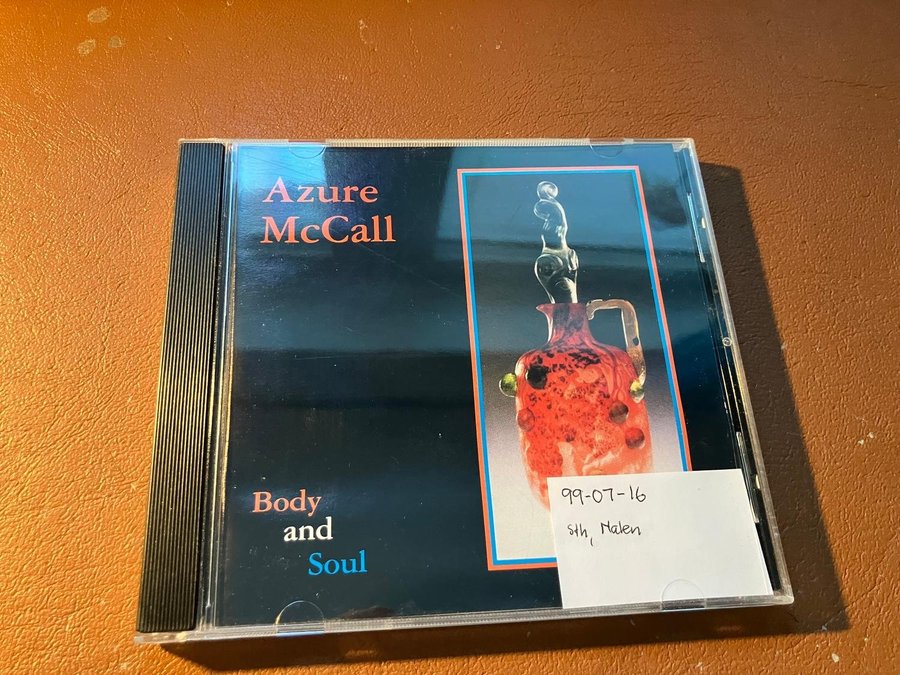 Azure
McCall
Body
and
Soul
99-07-16
Sth, Nalen